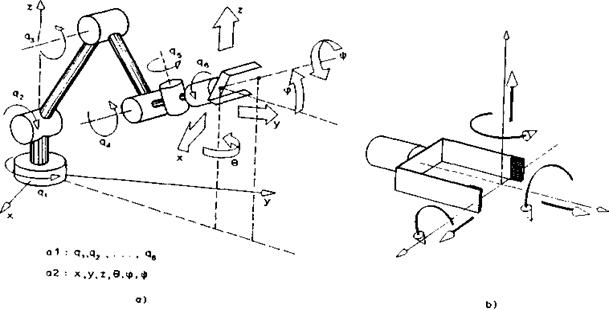 z
q₃
q₅
q₆
z
ψ
φ
q₂
q₄
y
x
θ
q₁
x
y
a1 : q₁,q₂ , . . . . , q₆
a2 : x,y,z,θ,φ,ψ
a)
b)